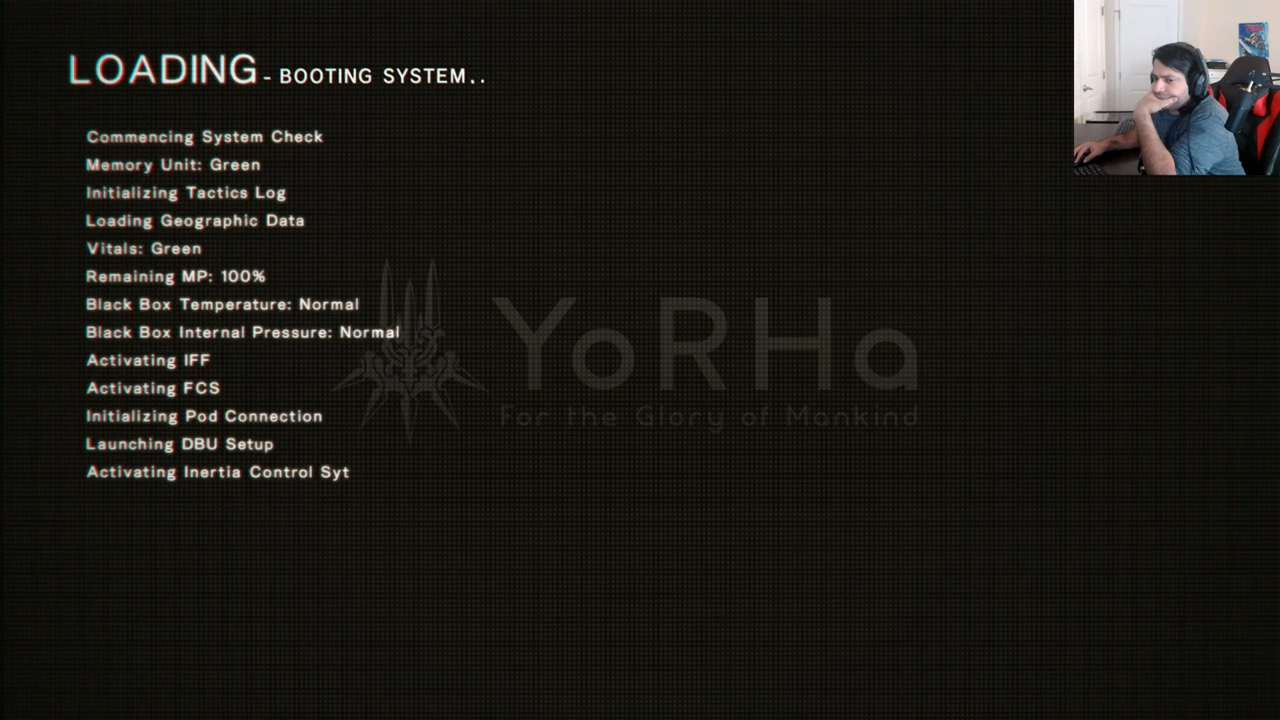 LOADING - BOOTING SYSTEM..
Commencing System Check
Memory Unit: Green
Initializing Tactics Log
Loading Geographic Data
Vitals: Green
Remaining MP: 100%
Black Box Temperature: Normal
Black Box Internal Pressure: Normal
Activating IFF
Activating FCS
Initializing Pod Connection
Launching DBU Setup
Activating Inertia Control Syt
YoRHa
For the Glory of Mankind